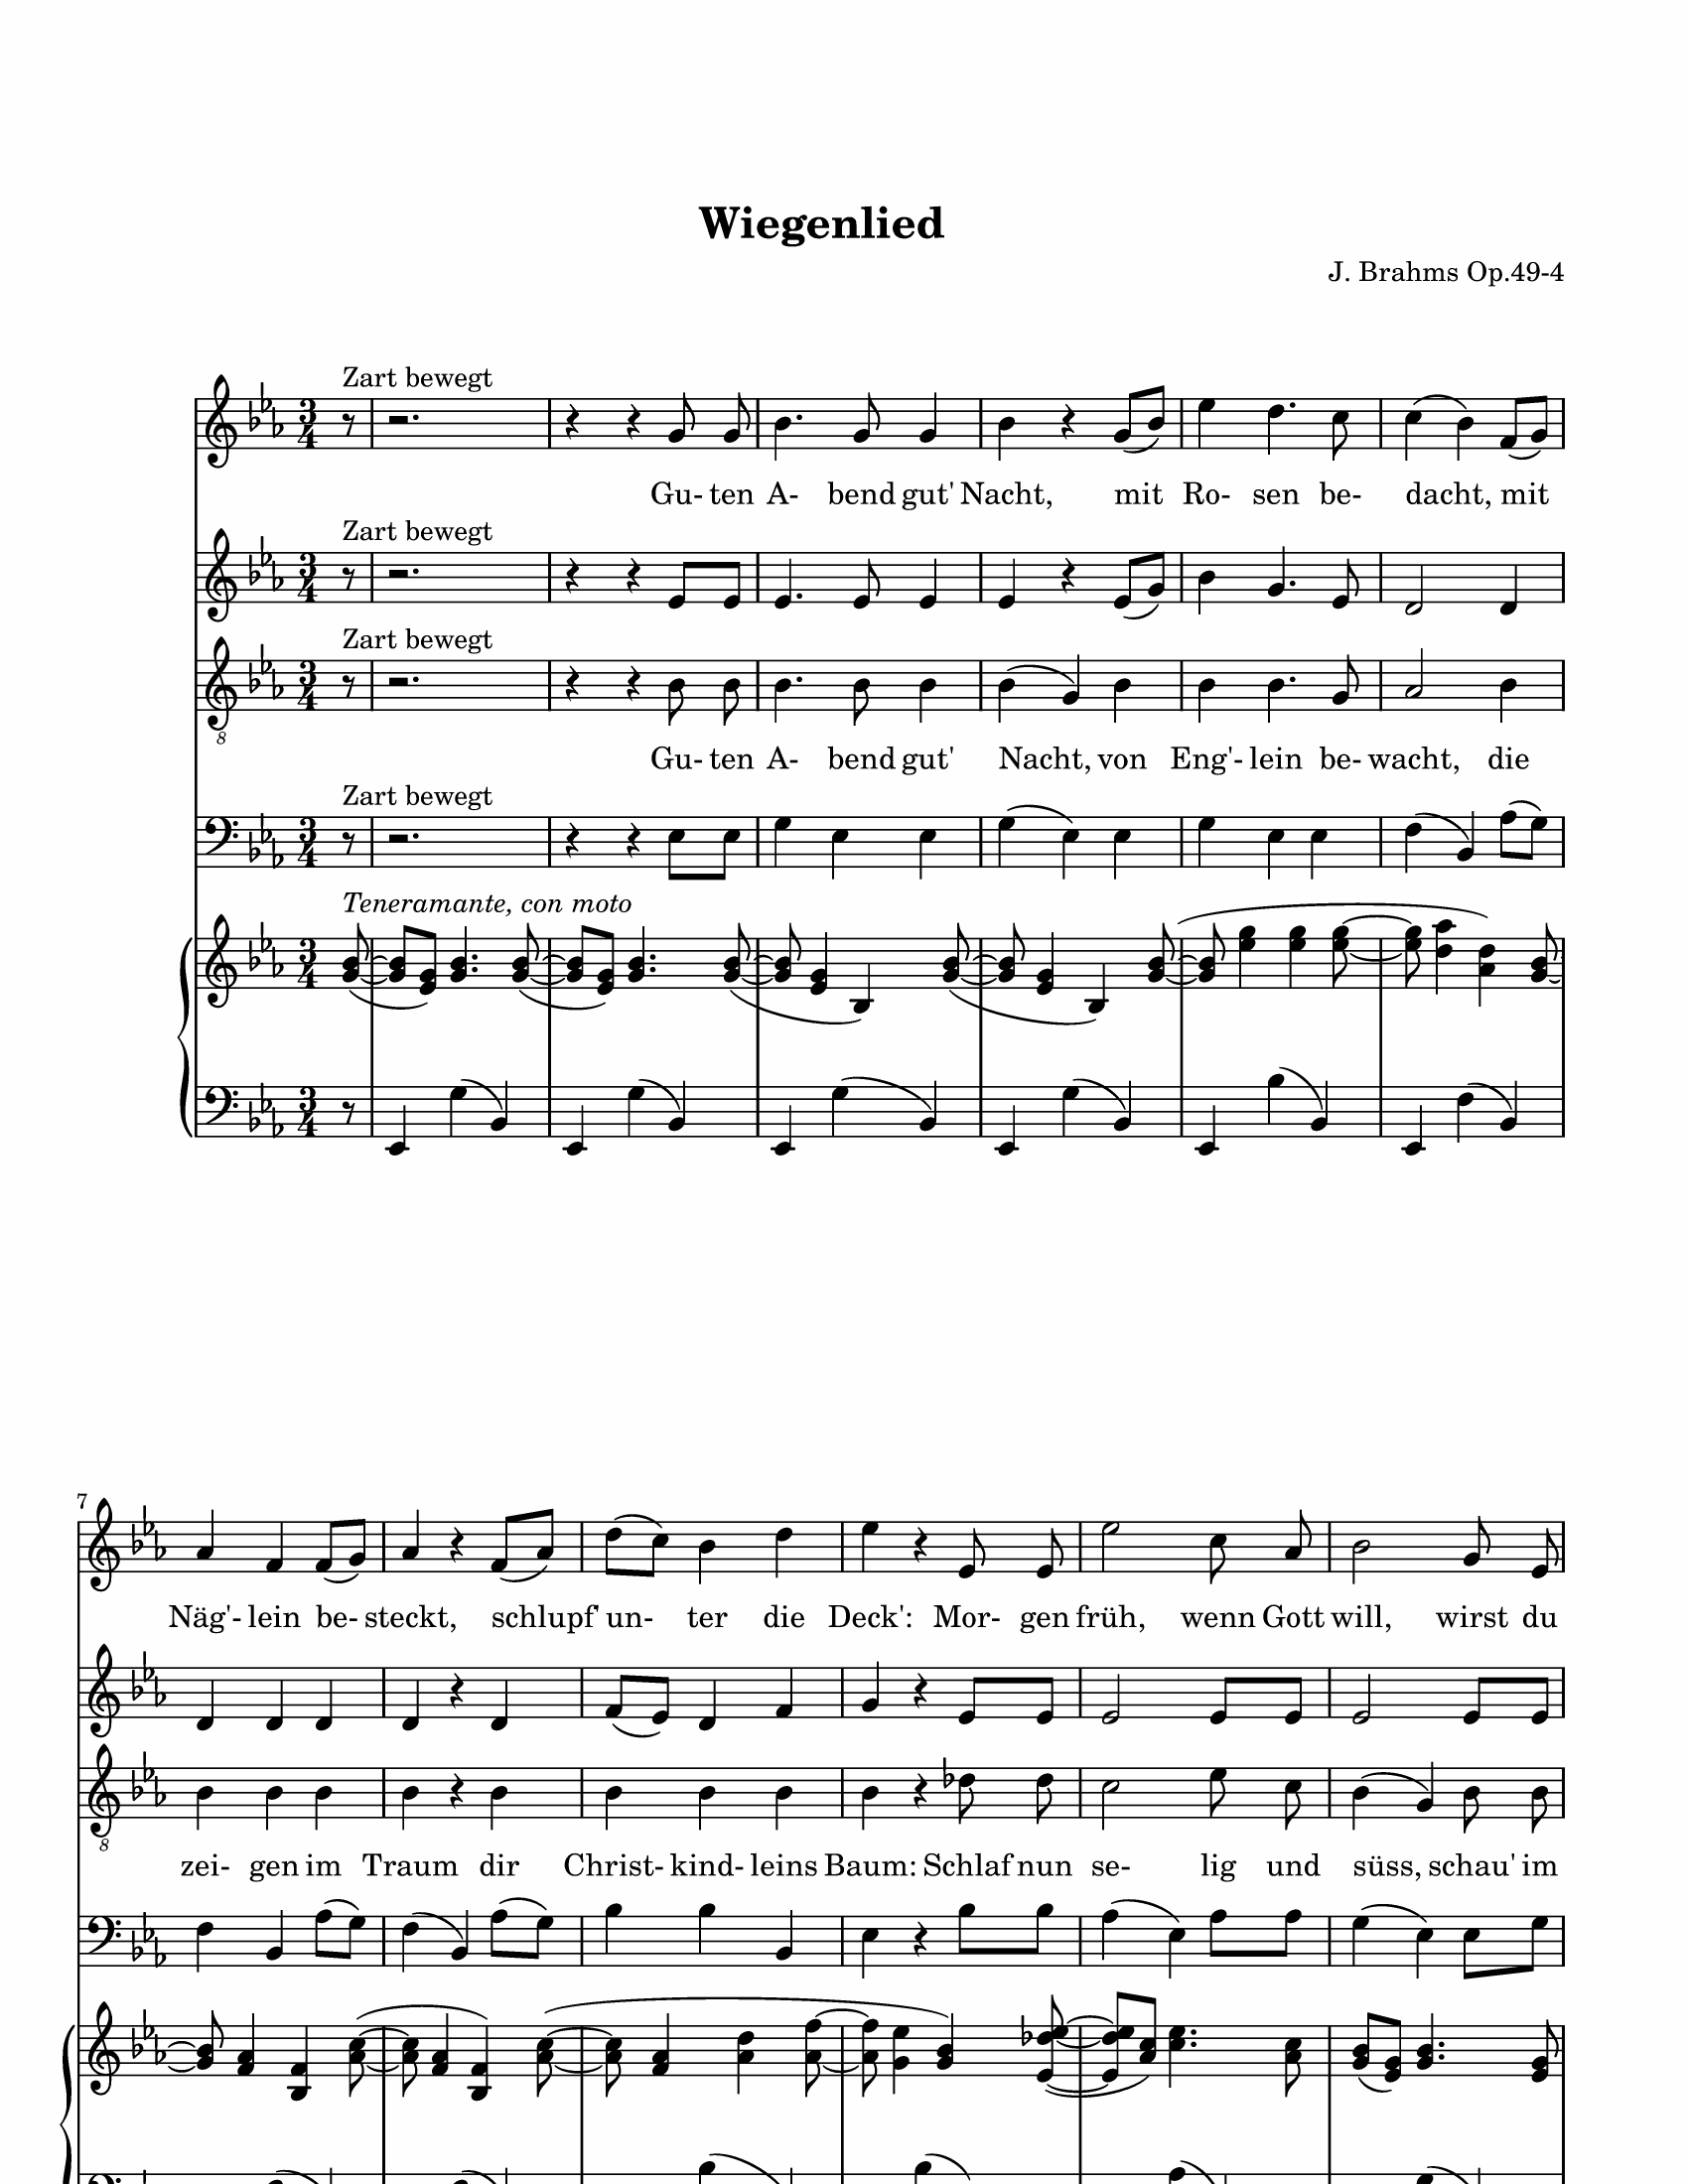 Wiegenlied
J. Brahms Op.49-4
Zart bewegt
Gu- ten A- bend gut' Nacht, mit Ro- sen be- dacht, mit
Zart bewegt
Zart bewegt
8
Gu- ten A- bend gut' Nacht, von Eng'- lein be- wacht, die
Zart bewegt
Teneramante, con moto
7
Näg'- lein be- steckt, schlupf' un- ter die Deck': Mor- gen früh, wenn Gott will, wirst du
8
zei- gen im Traum dir Christ- kind- leins Baum: Schlaf nun se- lig und süss, schau' im